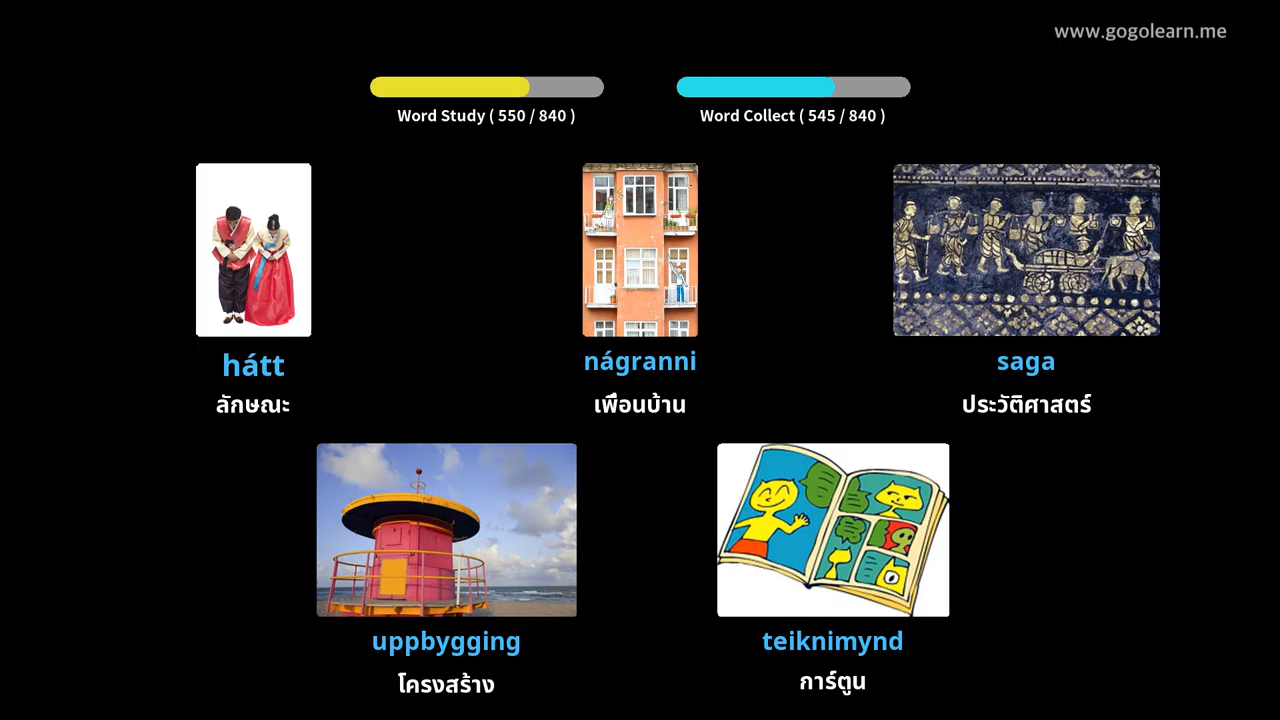 www.gogolearn.me
Word Study ( 550 / 840 )
Word Collect ( 545 / 840 )
hátt
ลักษณะ
nágranni
เพื่อนบ้าน
saga
ประวัติศาสตร์
uppbygging
โครงสร้าง
teiknimynd
การ์ตูน